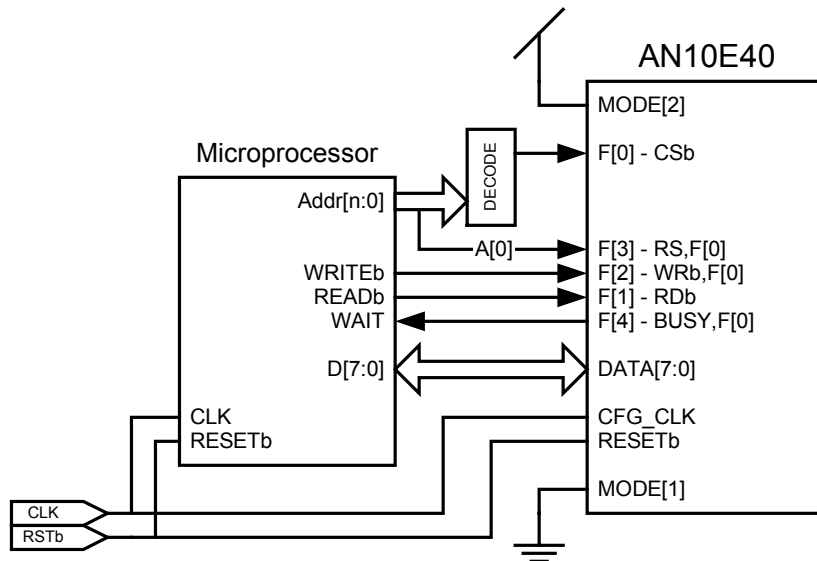 AN10E40
MODE[2]
Microprocessor
DECODE
F[0] - CSb
Addr[n:0]
A[0]
F[3] - RS,F[0]
WRITEb
F[2] - WRb,F[0]
READb
F[1] - RDb
WAIT
F[4] - BUSY,F[0]
D[7:0]
DATA[7:0]
CLK
CFG_CLK
RESETb
RESETb
MODE[1]
CLK
RSTb